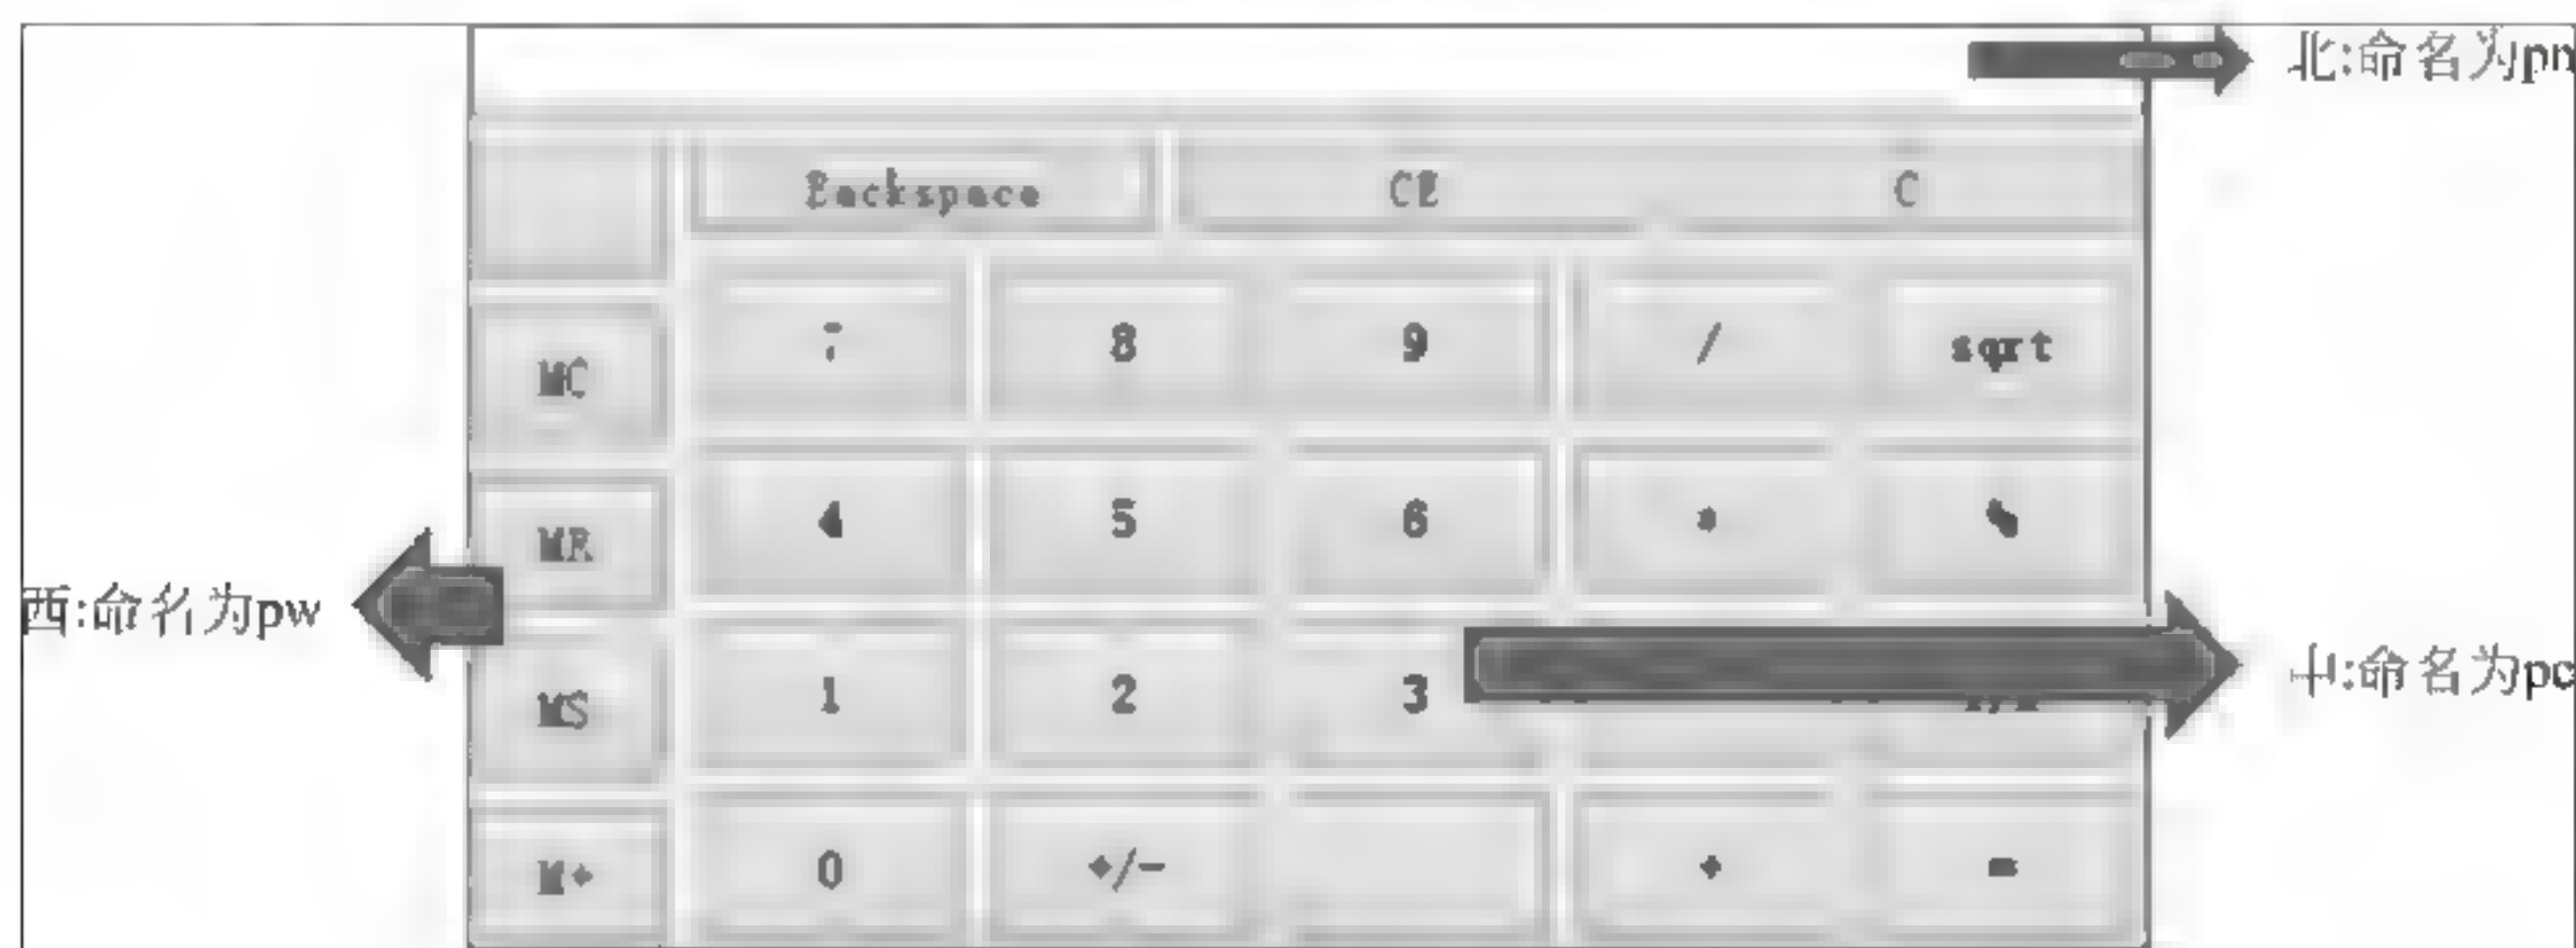 北:命名为pn
Backspace CE C
MC 7 8 9 / sqrt
MR 4 5 6 * %
西:命名为pw
MS 1 2 3
中:命名为pc
M+ 0 +/- + =